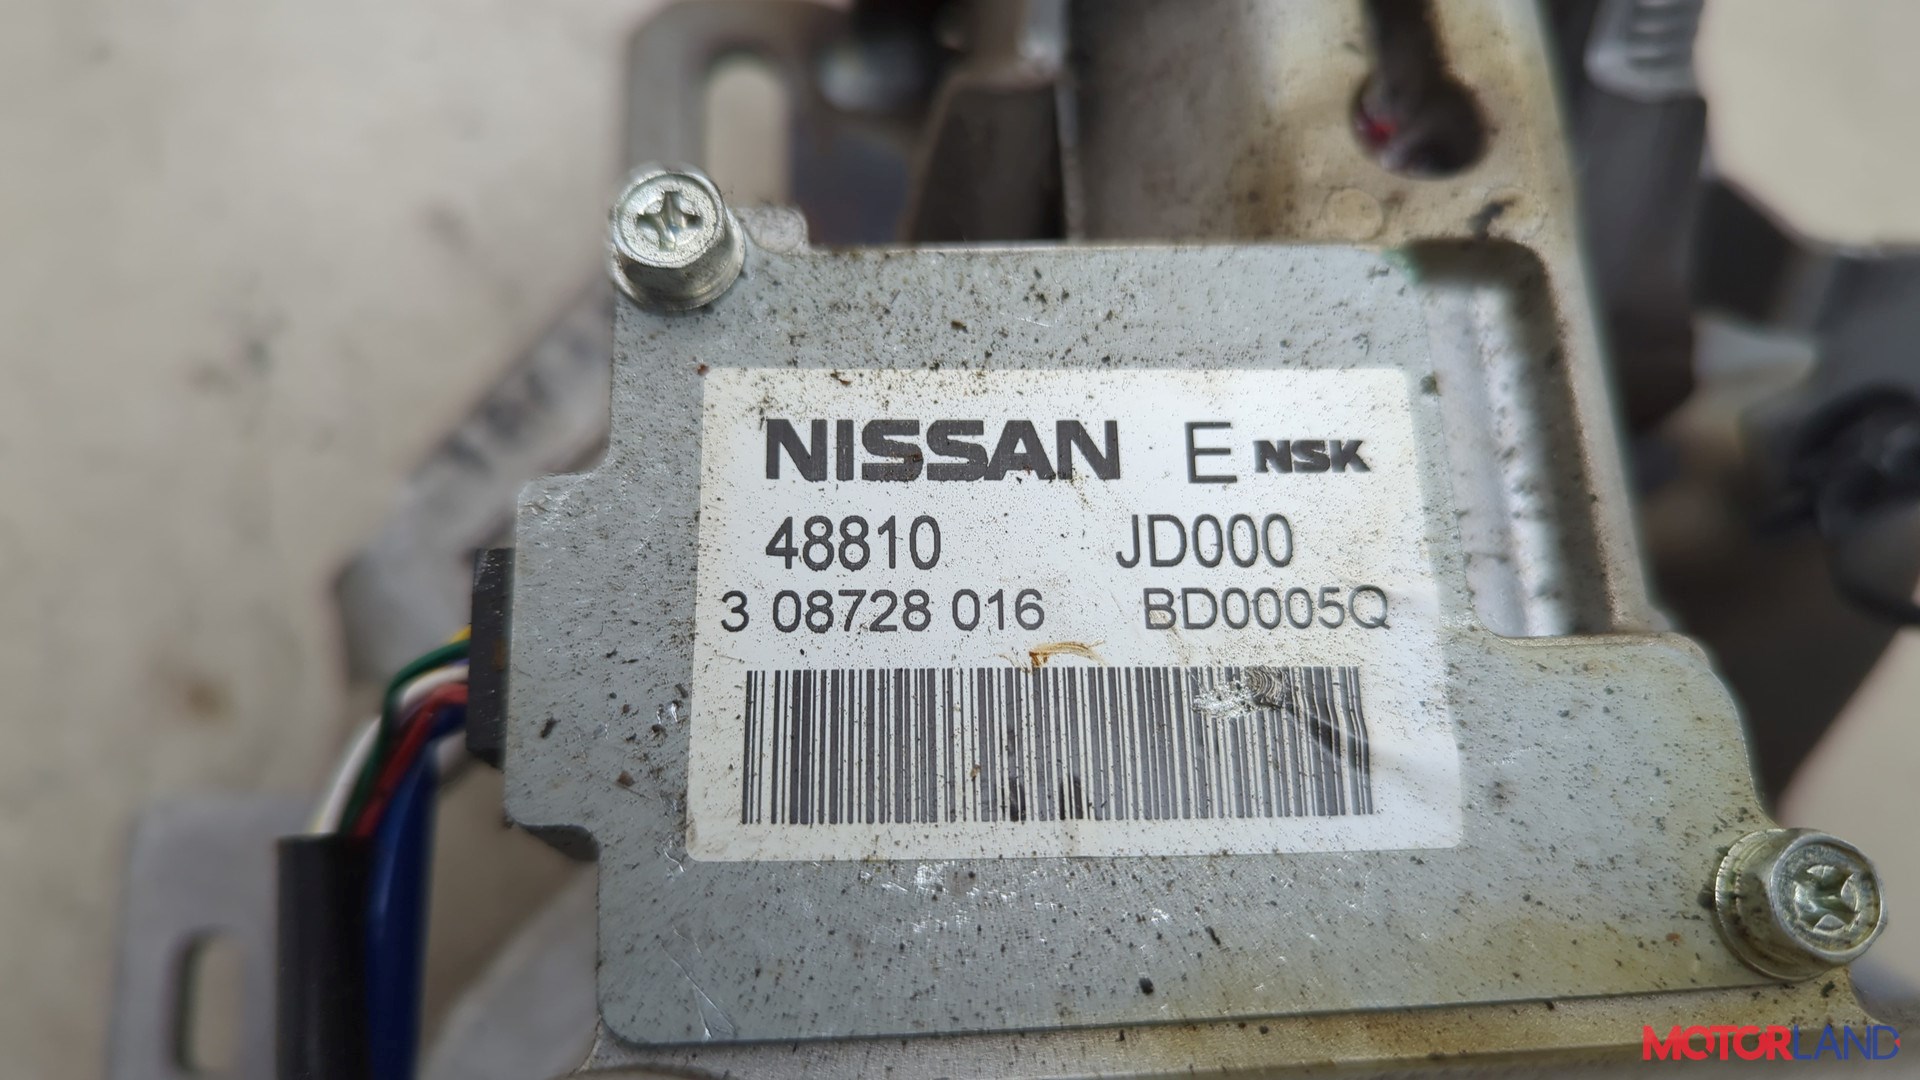 NISSAN E NSK
48810 JD000
3 08728 016 BD0005Q
MOTORLAND